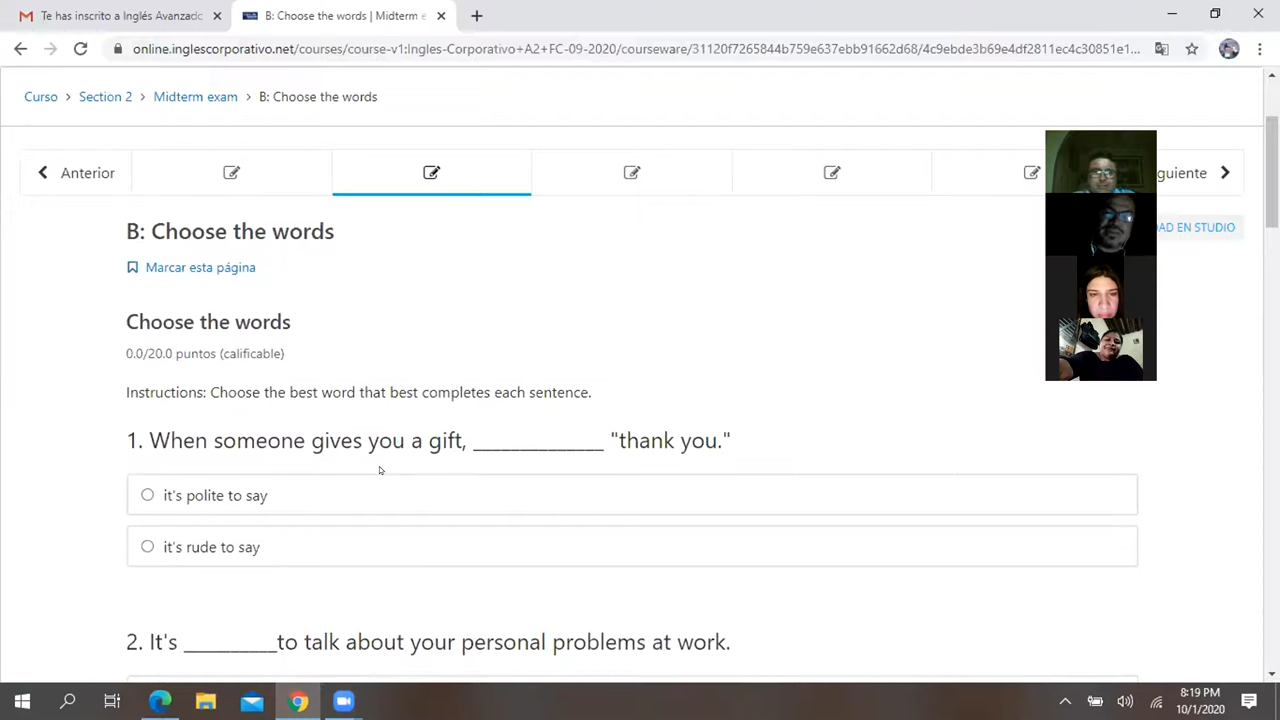 Te has inscrito a Inglés Avanzado
B: Choose the words | Midterm e
online.inglescorporativo.net/courses/course-v1:Ingles-Corporativo+A2+FC-09-2020/courseware/31120f7265844b759e637ebb91662d68/4c9ebde3b69e4df2811ec4c30851e1...
Curso > Section 2 > Midterm exam > B: Choose the words
Anterior
guiente
B: Choose the words
DAD EN STUDIO
Marcar esta página
Choose the words
0.0/20.0 puntos (calificable)
Instructions: Choose the best word that best completes each sentence.
1. When someone gives you a gift, ______________ "thank you."
it's polite to say
it's rude to say
2. It's __________to talk about your personal problems at work.
8:19 PM
10/1/2020